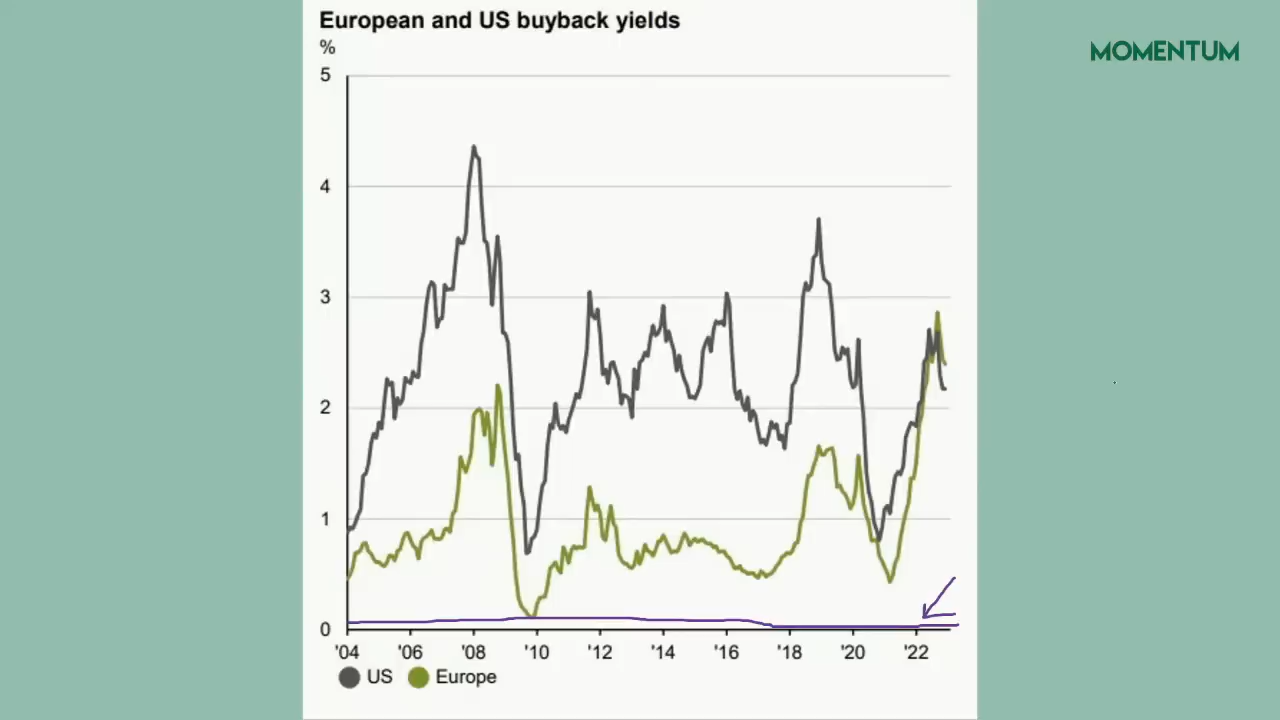 European and US buyback yields
MOMENTUM
%
5
4
3
2
1
0
'04 '06 '08 '10 '12 '14 '16 '18 '20 '22
US Europe